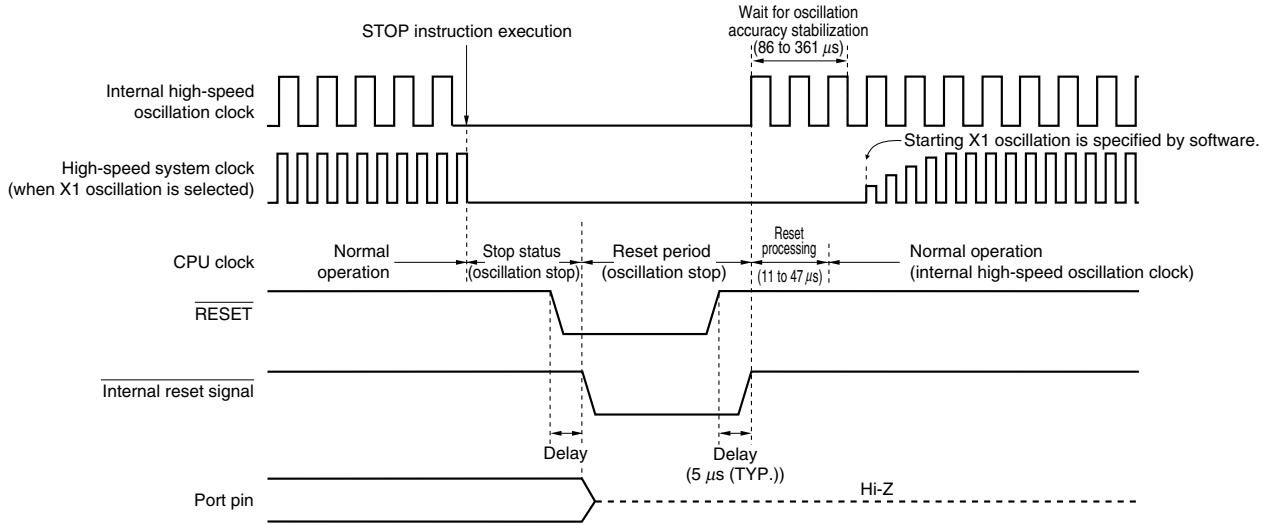 Wait for oscillation
accuracy stabilization
(86 to 361 μs)
STOP instruction execution
Internal high-speed
oscillation clock
Starting X1 oscillation is specified by software.
High-speed system clock
(when X1 oscillation is selected)
CPU clock
Normal
operation
Stop status
(oscillation stop)
Reset period
(oscillation stop)
Reset
processing
(11 to 47 μs)
Normal operation
(internal high-speed oscillation clock)
RESET
Internal reset signal
Delay
Delay
(5 μs (TYP.))
Port pin
Hi-Z